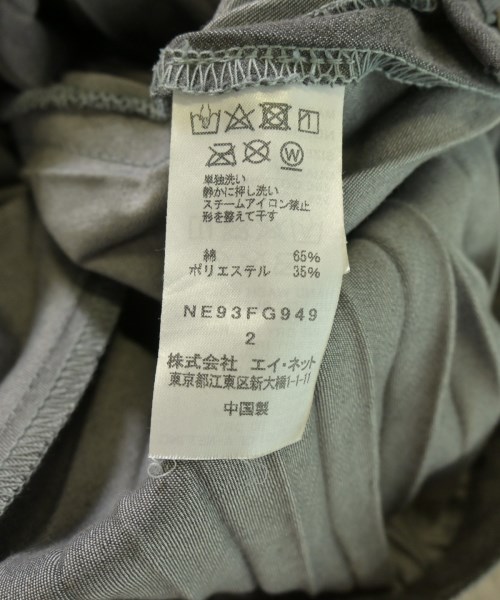 W
単独洗い
静かに押し洗い
スチームアイロン禁止
形を整えて干す
綿 65%
ポリエステル 35%
NE93FG949
2
株式会社 エイ・ネット
東京都江東区新大橋1-1-11
中国製